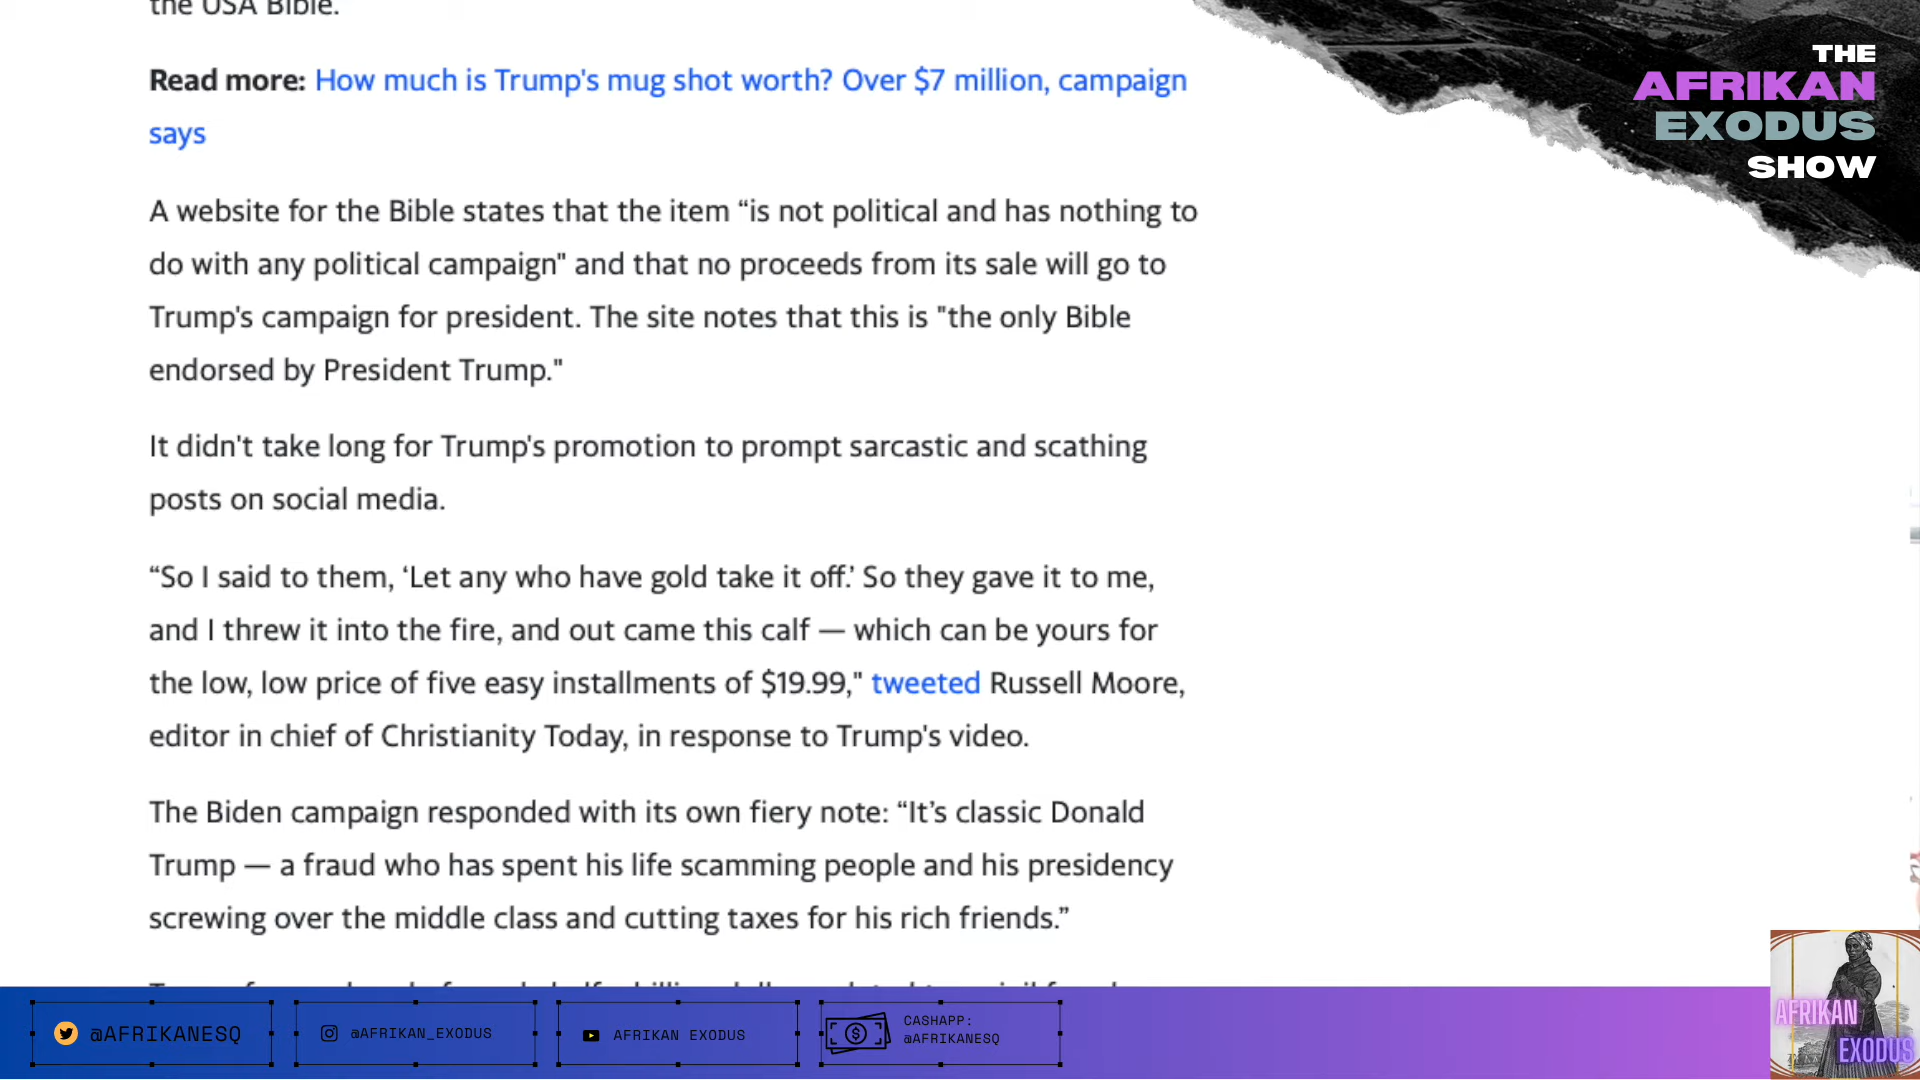 the USA Bible.
Read more: How much is Trump's mug shot worth? Over $7 million, campaign
says
A website for the Bible states that the item “is not political and has nothing to
do with any political campaign" and that no proceeds from its sale will go to
Trump's campaign for president. The site notes that this is "the only Bible
endorsed by President Trump."
It didn't take long for Trump's promotion to prompt sarcastic and scathing
posts on social media.
“So I said to them, ‘Let any who have gold take it off.’ So they gave it to me,
and I threw it into the fire, and out came this calf — which can be yours for
the low, low price of five easy installments of $19.99," tweeted Russell Moore,
editor in chief of Christianity Today, in response to Trump's video.
The Biden campaign responded with its own fiery note: “It’s classic Donald
Trump — a fraud who has spent his life scamming people and his presidency
screwing over the middle class and cutting taxes for his rich friends.”
THE
AFRIKAN
EXODUS
SHOW
@AFRIKANESQ
@AFRIKAN_EXODUS
AFRIKAN EXODUS
CASHAPP:
@AFRIKANESQ
AFRIKAN
EXODUS